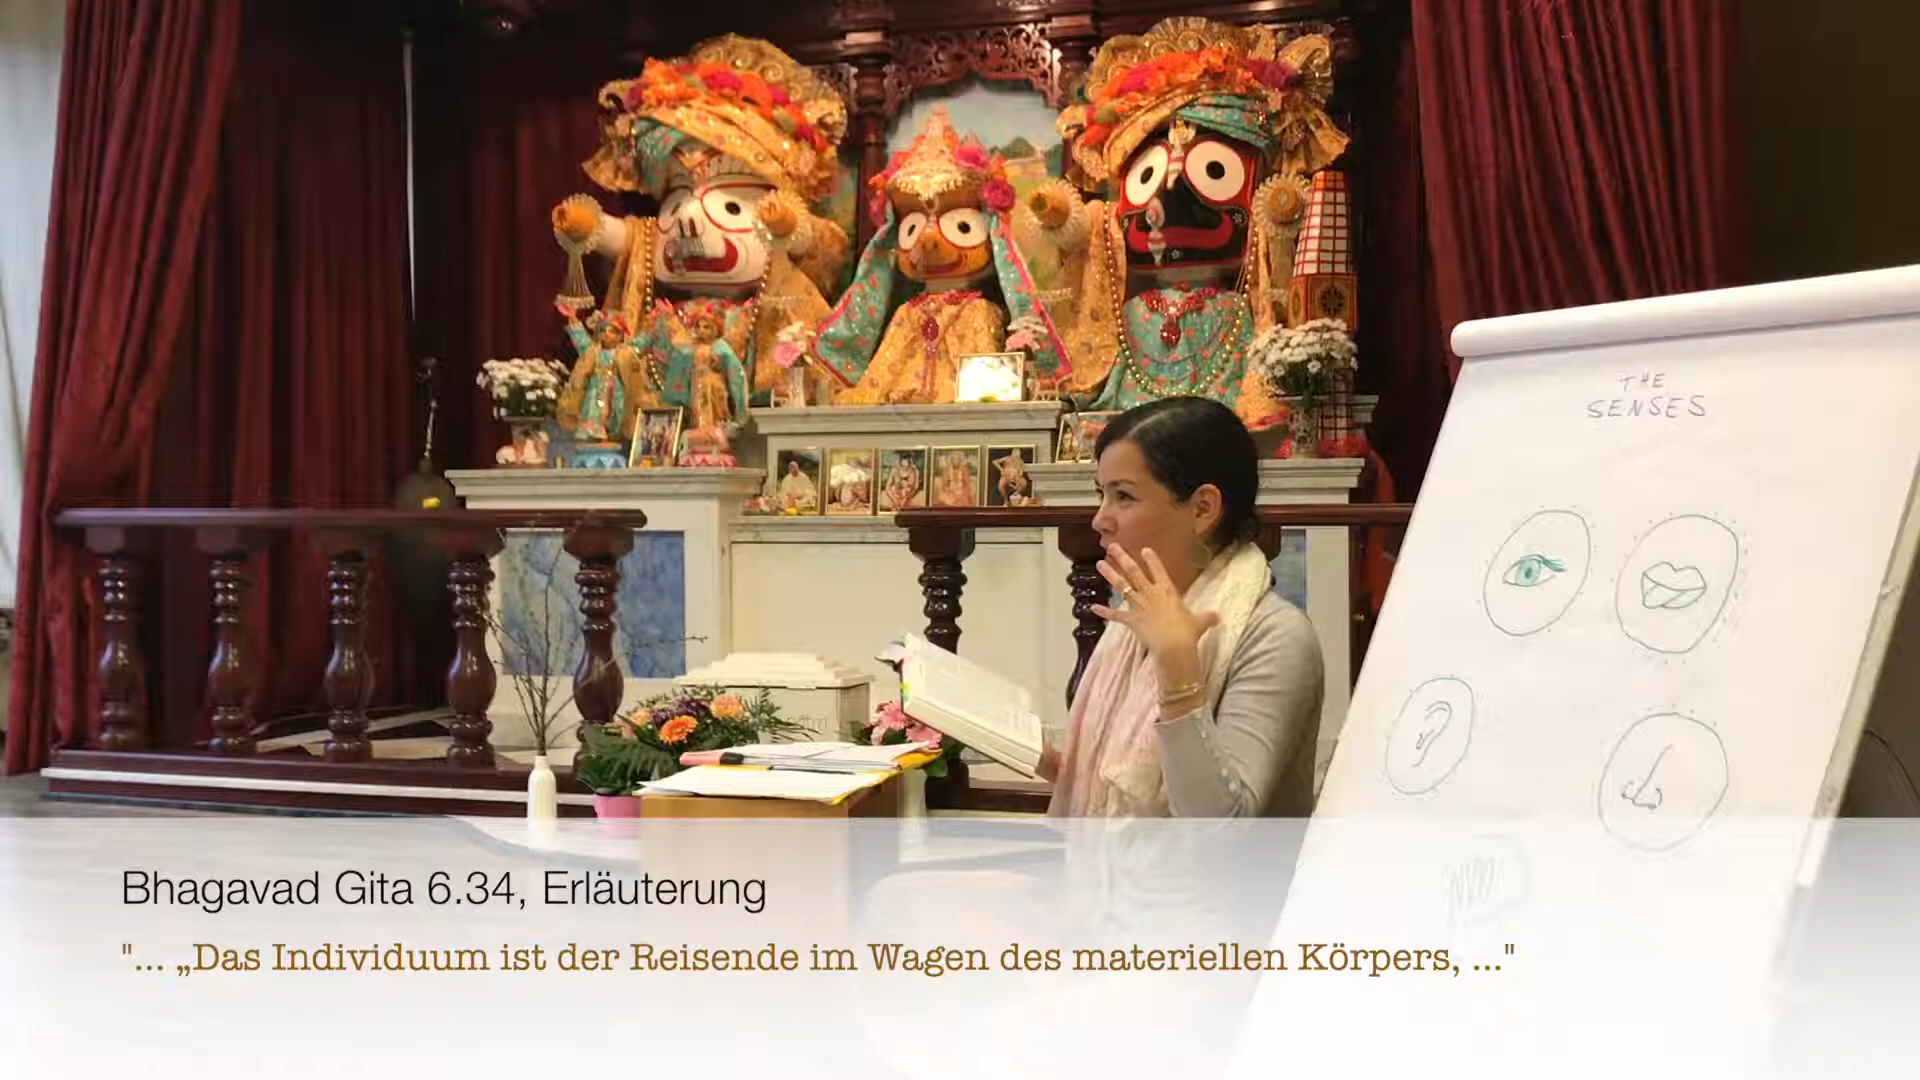 THE
SENSES
Bhagavad Gita 6.34, Erläuterung
"... „Das Individuum ist der Reisende im Wagen des materiellen Körpers, ..."